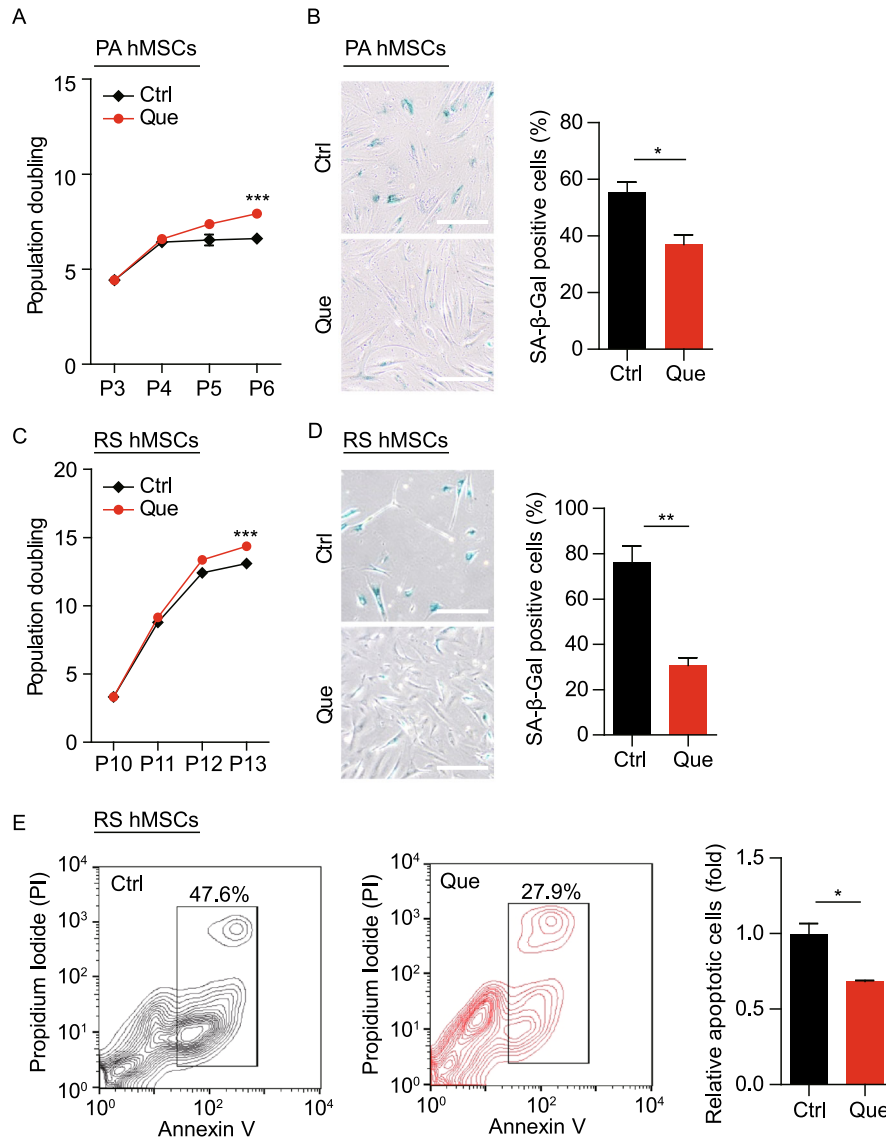 A
PA hMSCs
Population doubling
15
10
5
0
Ctrl
Que
***
P3 P4 P5 P6
B
PA hMSCs
Ctrl
Que
SA-β-Gal positive cells (%)
80
60
40
20
0
*
Ctrl Que
C
RS hMSCs
Population doubling
20
15
10
5
0
Ctrl
Que
***
P10 P11 P12 P13
D
RS hMSCs
Ctrl
Que
SA-β-Gal positive cells (%)
100
80
60
40
20
0
**
Ctrl Que
E
RS hMSCs
Propidium Iodide (PI)
10⁴
10³
10²
10¹
10⁰
Ctrl
47.6%
10⁰ 10² 10⁴
Annexin V
Propidium Iodide (PI)
10⁴
10³
10²
10¹
10⁰
Que
27.9%
10⁰ 10² 10⁴
Annexin V
Relative apoptotic cells (fold)
1.5
1.0
0.5
0.0
*
Ctrl Que